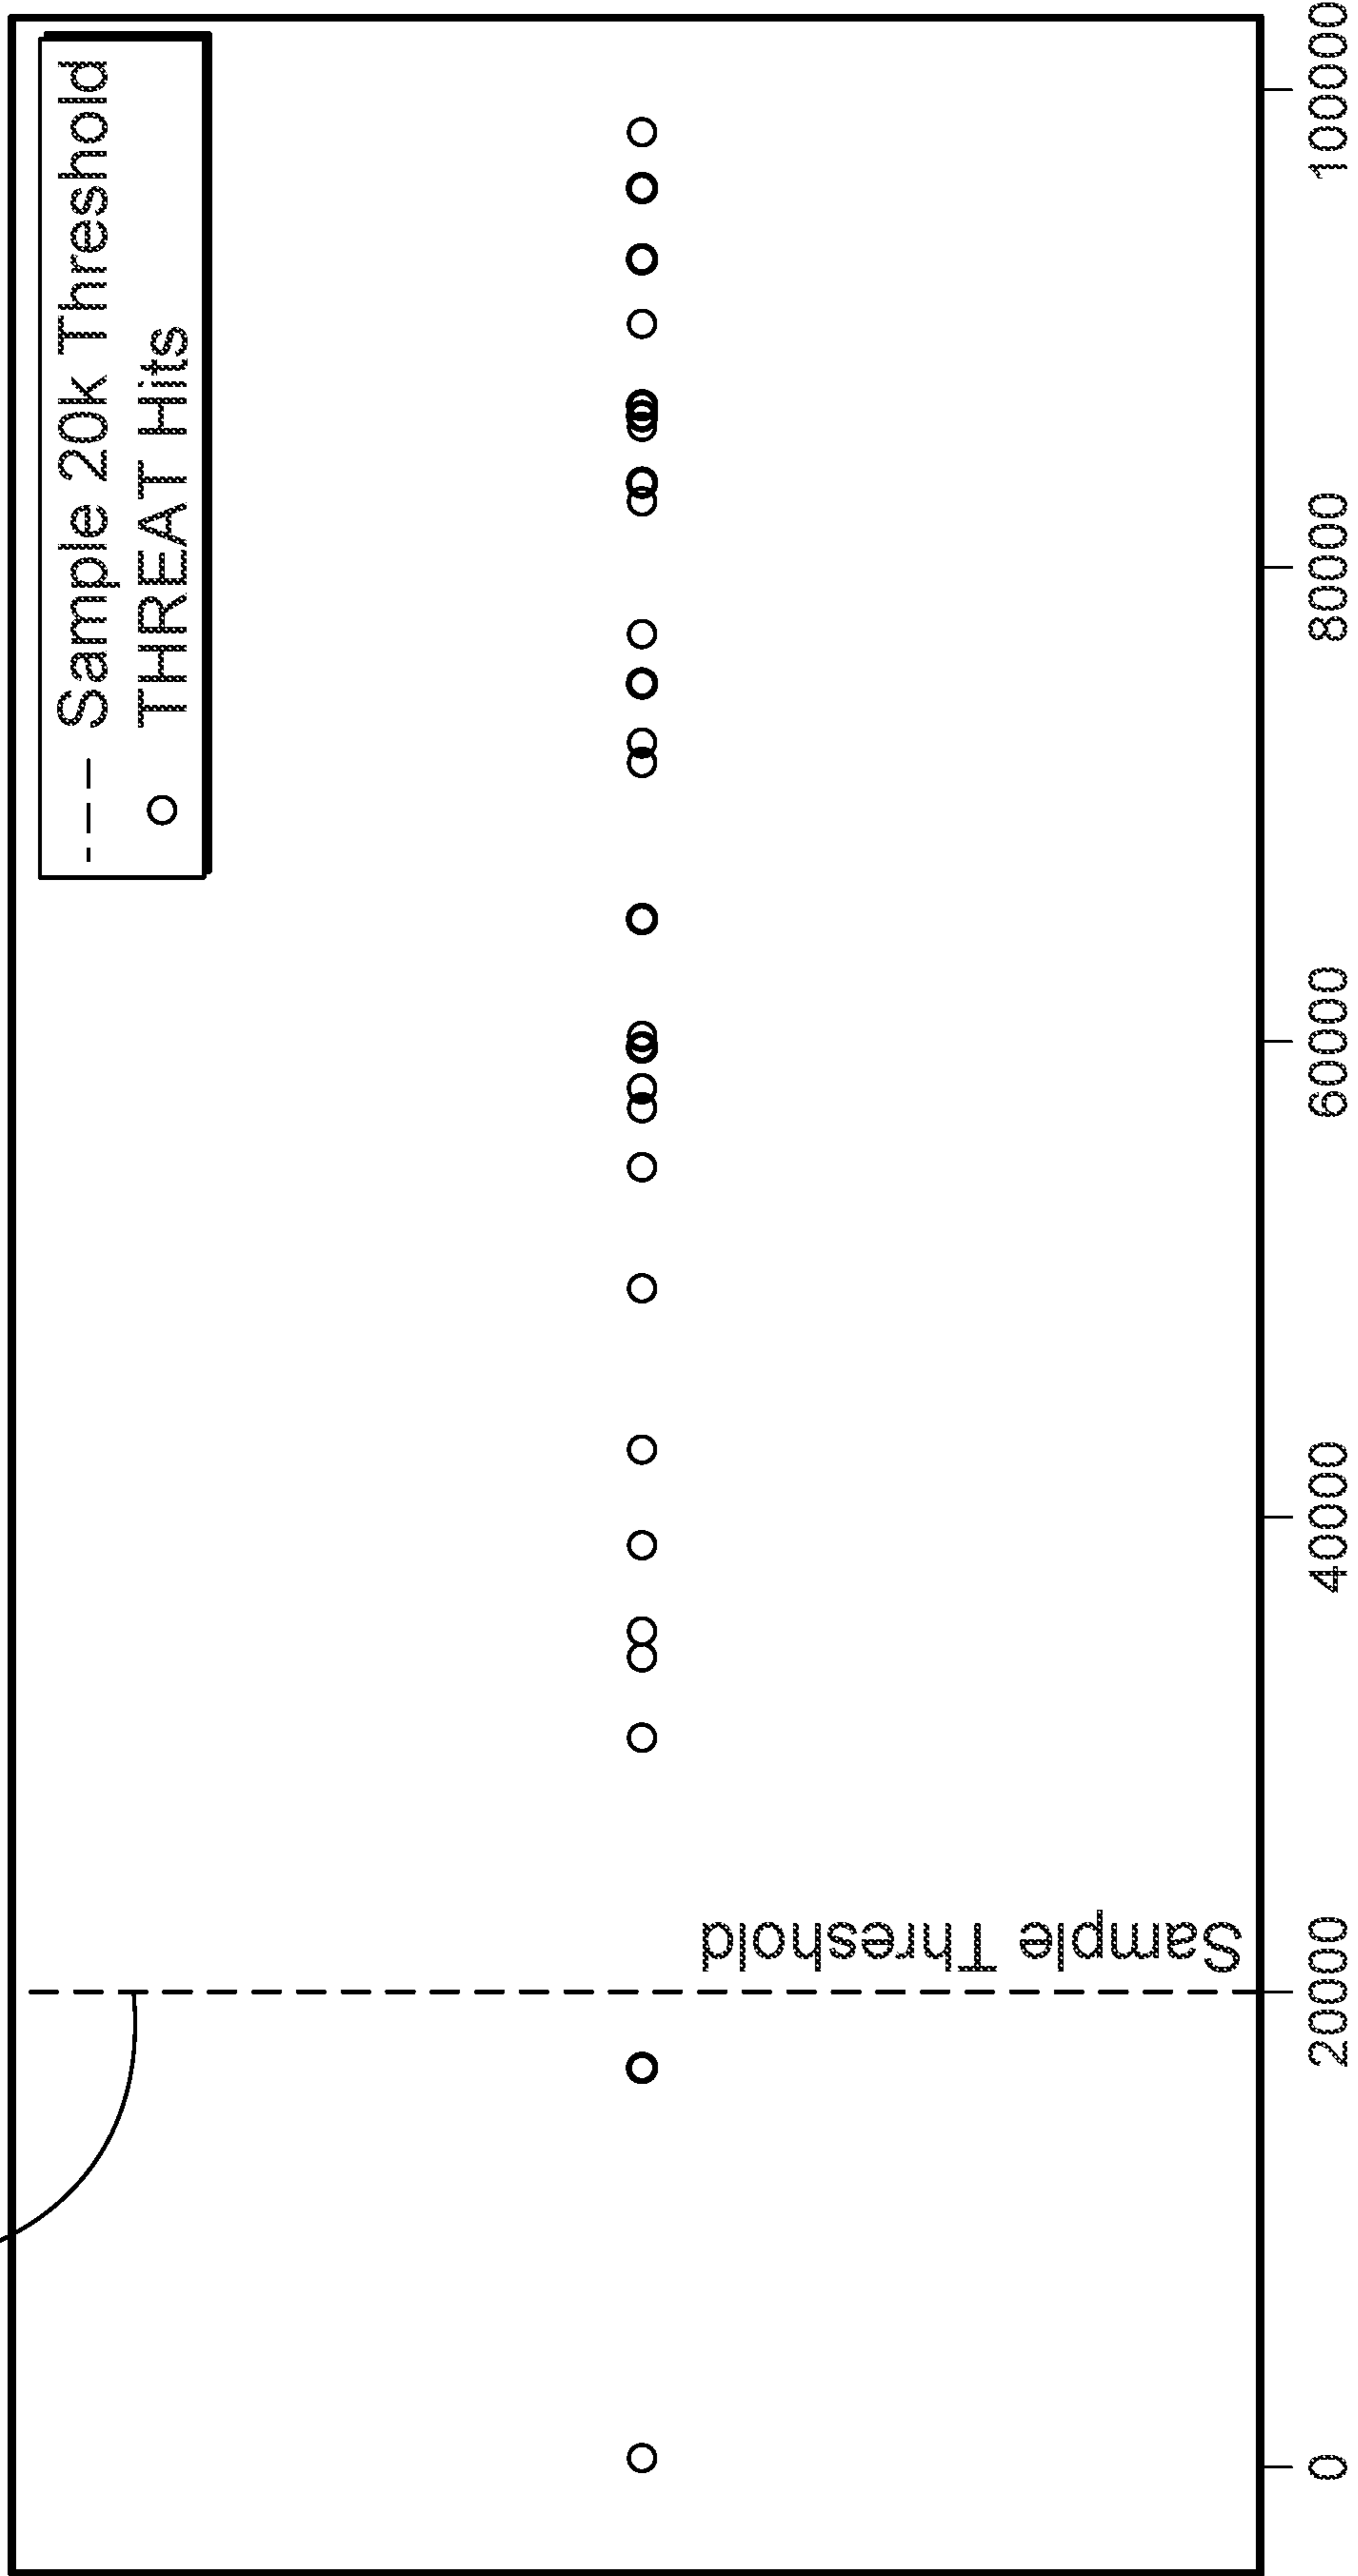 Sample 20k Threshold
THREAT Hits
Sample Threshold
0
20000
40000
60000
80000
100000